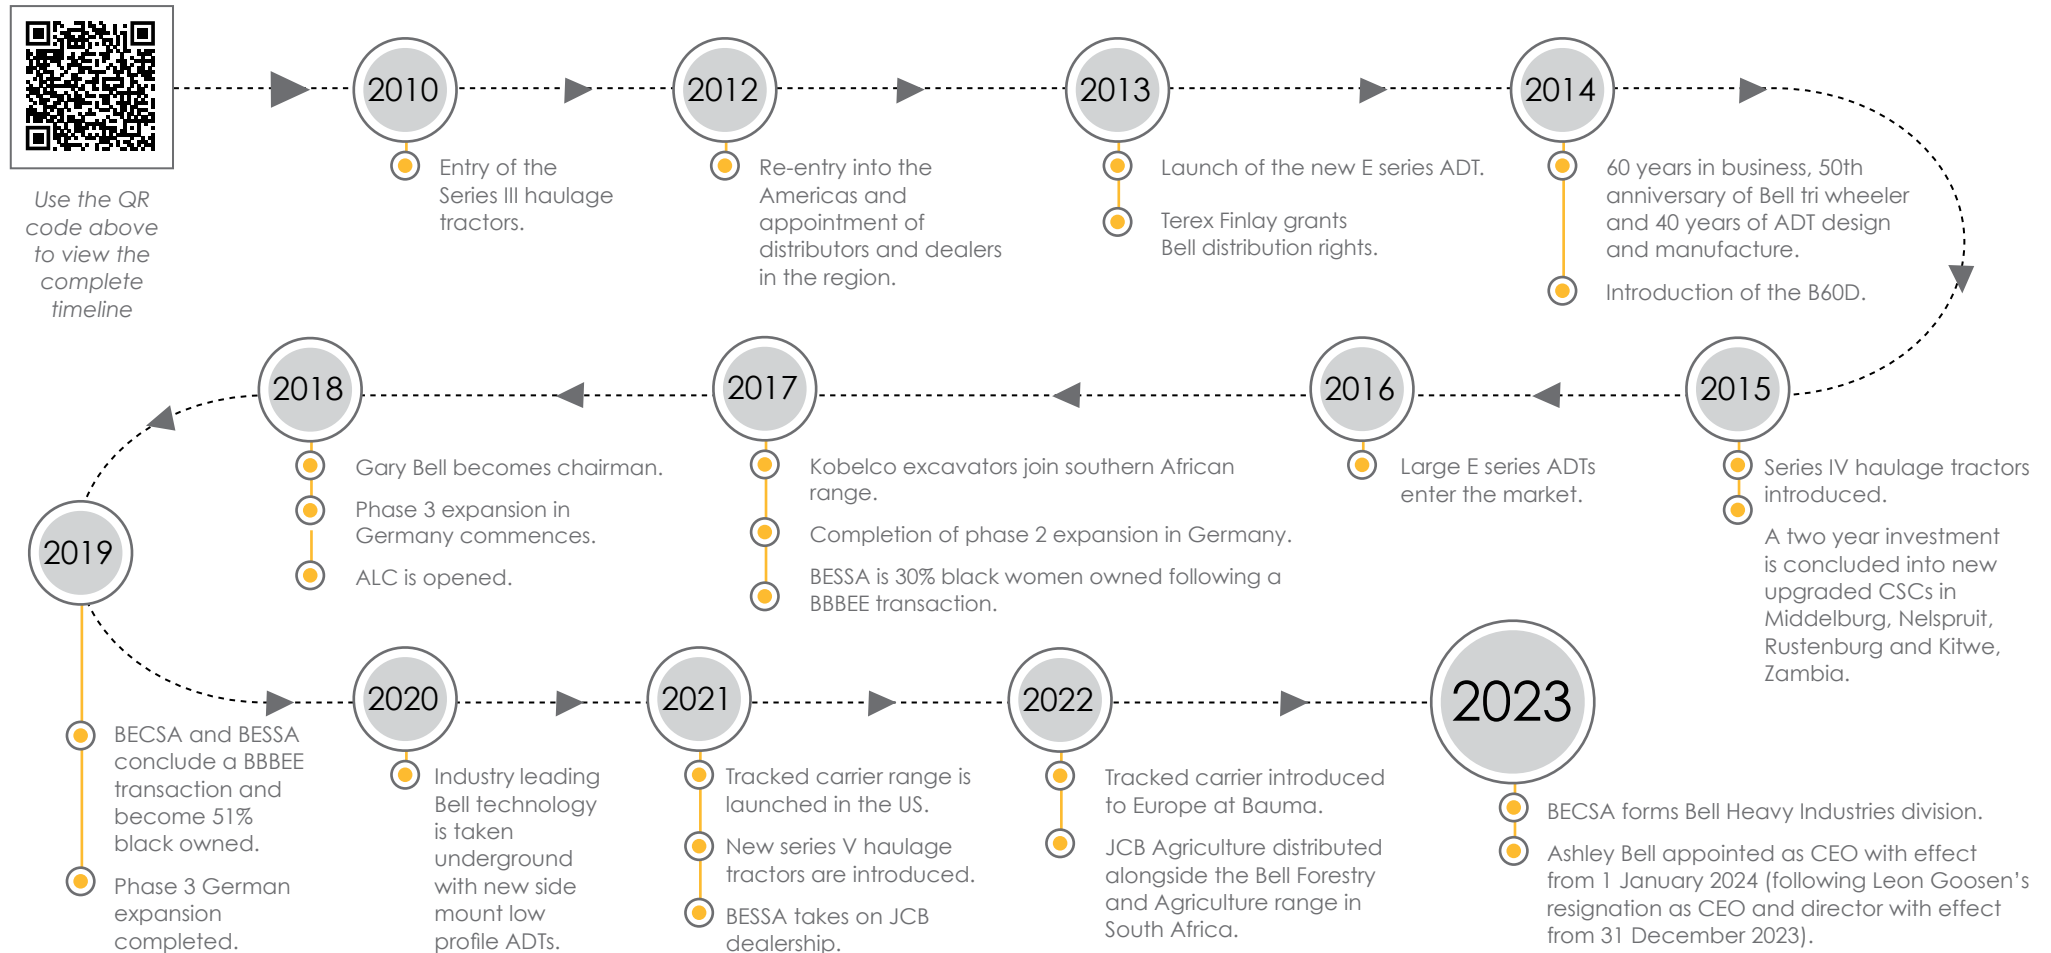 Use the QR
code above
to view the
complete
timeline
2010
Entry of the
Series III haulage
tractors.
2012
Re-entry into the
Americas and
appointment of
distributors and dealers
in the region.
2013
Launch of the new E series ADT.
Terex Finlay grants
Bell distribution rights.
2014
60 years in business, 50th
anniversary of Bell tri wheeler
and 40 years of ADT design
and manufacture.
Introduction of the B60D.
2015
Series IV haulage tractors
introduced.
A two year investment
is concluded into new
upgraded CSCs in
Middelburg, Nelspruit,
Rustenburg and Kitwe,
Zambia.
2016
Large E series ADTs
enter the market.
2017
Kobelco excavators join southern African
range.
Completion of phase 2 expansion in Germany.
BESSA is 30% black women owned following a
BBBEE transaction.
2018
Gary Bell becomes chairman.
Phase 3 expansion in
Germany commences.
ALC is opened.
2019
BECSA and BESSA
conclude a BBBEE
transaction and
become 51%
black owned.
Phase 3 German
expansion
completed.
2020
Industry leading
Bell technology
is taken
underground
with new side
mount low
profile ADTs.
2021
Tracked carrier range is
launched in the US.
New series V haulage
tractors are introduced.
BESSA takes on JCB
dealership.
2022
Tracked carrier introduced
to Europe at Bauma.
JCB Agriculture distributed
alongside the Bell Forestry
and Agriculture range in
South Africa.
2023
BECSA forms Bell Heavy Industries division.
Ashley Bell appointed as CEO with effect
from 1 January 2024 (following Leon Goosen’s
resignation as CEO and director with effect
from 31 December 2023).